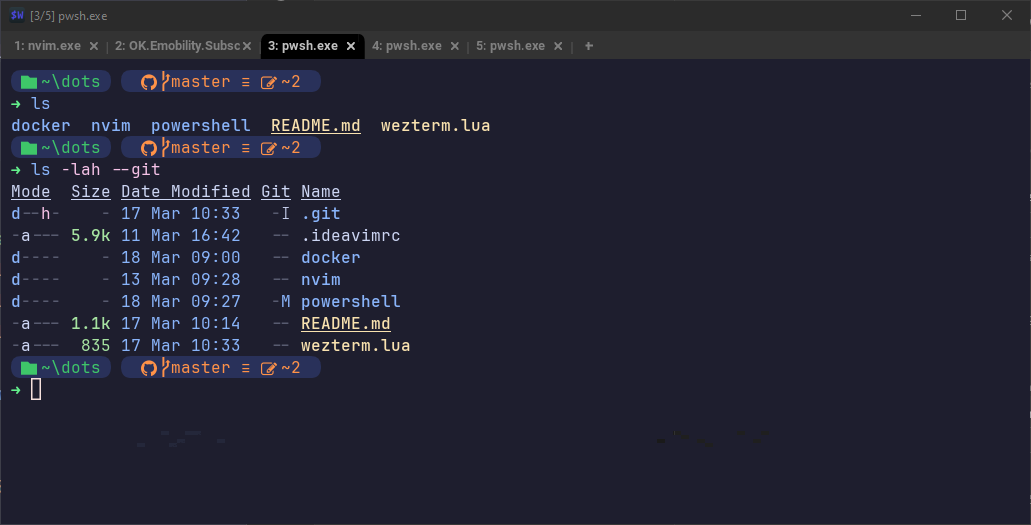 SW [3/5] pwsh.exe
1: nvim.exe 2: OK.Emobility.Subsc 3: pwsh.exe 4: pwsh.exe 5: pwsh.exe +
~\dots master ≡ ~2
➜ ls
docker nvim powershell README.md wezterm.lua
~\dots master ≡ ~2
➜ ls -lah --git
Mode Size Date Modified Git Name
d--h- - 17 Mar 10:33 -I .git
-a--- 5.9k 11 Mar 16:42 -- .ideavimrc
d---- - 18 Mar 09:00 -- docker
d---- - 13 Mar 09:28 -- nvim
d---- - 18 Mar 09:27 -M powershell
-a--- 1.1k 17 Mar 10:14 -- README.md
-a--- 835 17 Mar 10:33 -- wezterm.lua
~\dots master ≡ ~2
➜